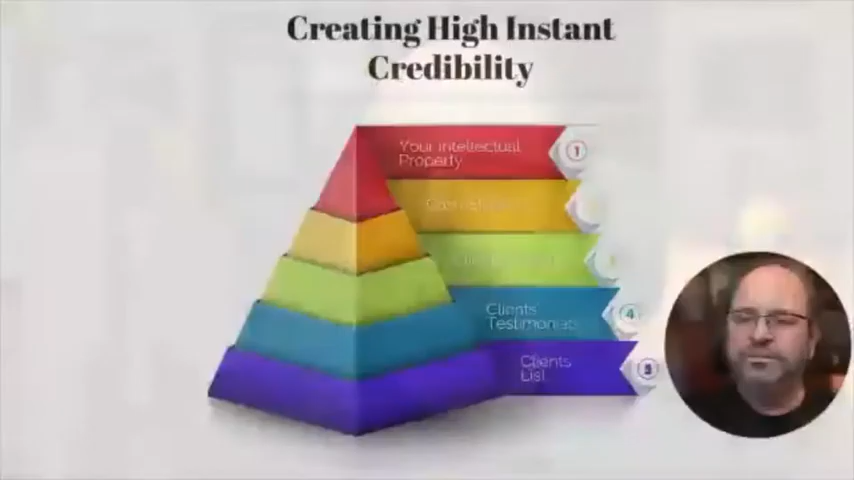 Creating High Instant
Credibility
Your Intellectual
Property
1
Clients
Testimonials
4
Clients
List
5